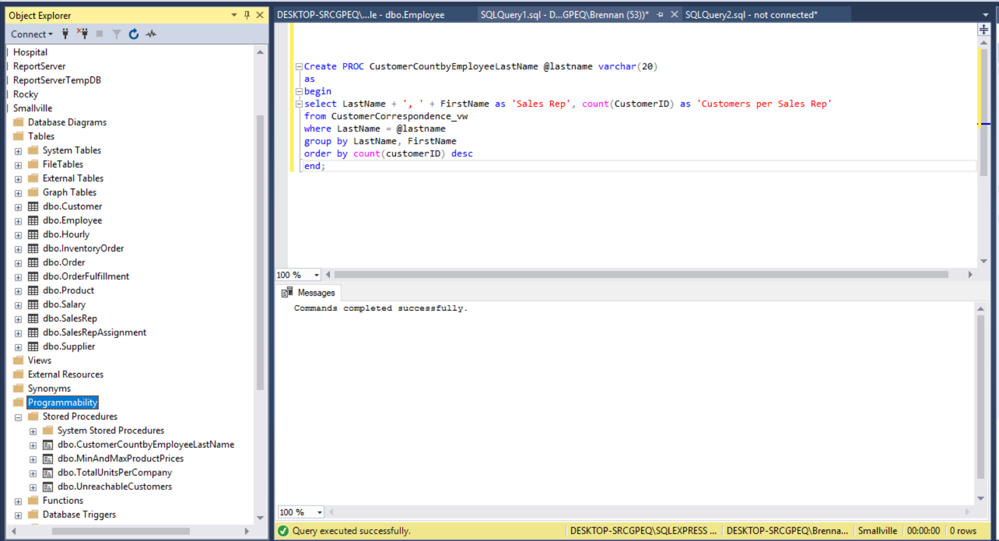 Object Explorer
Connect
Hospital
ReportServer
ReportServerTempDB
Rocky
Smallville
Database Diagrams
Tables
System Tables
FileTables
External Tables
Graph Tables
dbo.Customer
dbo.Employee
dbo.Hourly
dbo.InventoryOrder
dbo.Order
dbo.OrderFulfillment
dbo.Product
dbo.Salary
dbo.SalesRep
dbo.SalesRepAssignment
dbo.Supplier
Views
External Resources
Synonyms
Programmability
Stored Procedures
System Stored Procedures
dbo.CustomerCountbyEmployeeLastName
dbo.MinAndMaxProductPrices
dbo.TotalUnitsPerCompany
dbo.UnreachableCustomers
Functions
Database Triggers
DESKTOP-SRCGPEQ\...le - dbo.Employee SQLQuery1.sql - D...GPEQ\Brennan (53))* SQLQuery2.sql - not connected*
Create PROC CustomerCountbyEmployeeLastName @lastname varchar(20)
as
begin
select LastName + ', ' + FirstName as 'Sales Rep', count(CustomerID) as 'Customers per Sales Rep'
from CustomerCorrespondence_vw
where LastName = @lastname
group by LastName, FirstName
order by count(customerID) desc
end;
100 %
Messages
Commands completed successfully.
100 %
Query executed successfully. DESKTOP-SRCGPEQ\SQLEXPRESS ... DESKTOP-SRCGPEQ\Brenna... Smallville 00:00:00 0 rows